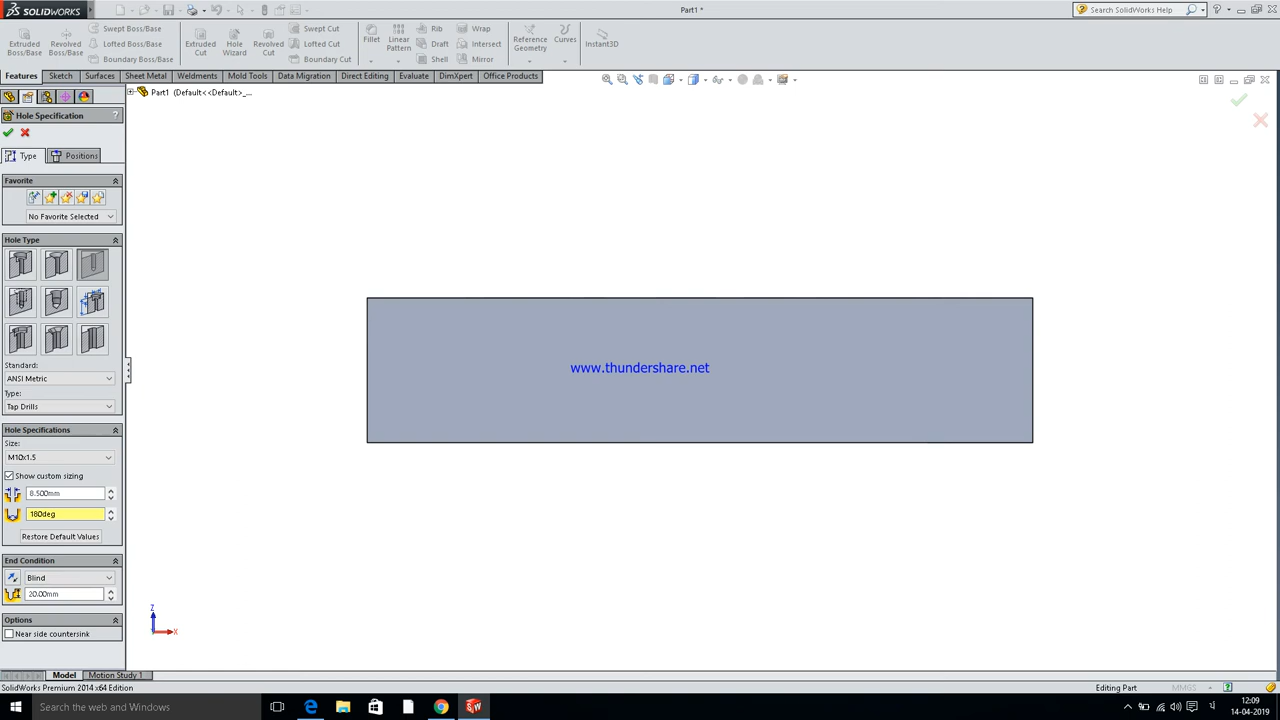 SOLIDWORKS
Part1 *
Search SolidWorks Help
Extruded Boss/Base
Revolved Boss/Base
Swept Boss/Base
Lofted Boss/Base
Boundary Boss/Base
Extruded Cut
Hole Wizard
Revolved Cut
Swept Cut
Lofted Cut
Boundary Cut
Fillet
Linear Pattern
Rib
Draft
Shell
Wrap
Intersect
Mirror
Reference Geometry
Curves
Instant3D
Features Sketch Surfaces Sheet Metal Weldments Mold Tools Data Migration Direct Editing Evaluate DimXpert Office Products
Part1 (Default<<Default>_...
Hole Specification ?
Type Positions
Favorite
No Favorite Selected
Hole Type
Standard:
ANSI Metric
Type:
Tap Drills
Hole Specifications
Size:
M10x1.5
Show custom sizing
8.500mm
180deg
Restore Default Values
End Condition
Blind
20.00mm
Options
Near side countersink
www.thundershare.net
Z
X
Model Motion Study 1
SolidWorks Premium 2014 x64 Edition
Editing Part MMGS
Search the web and Windows
12:09
14-04-2019